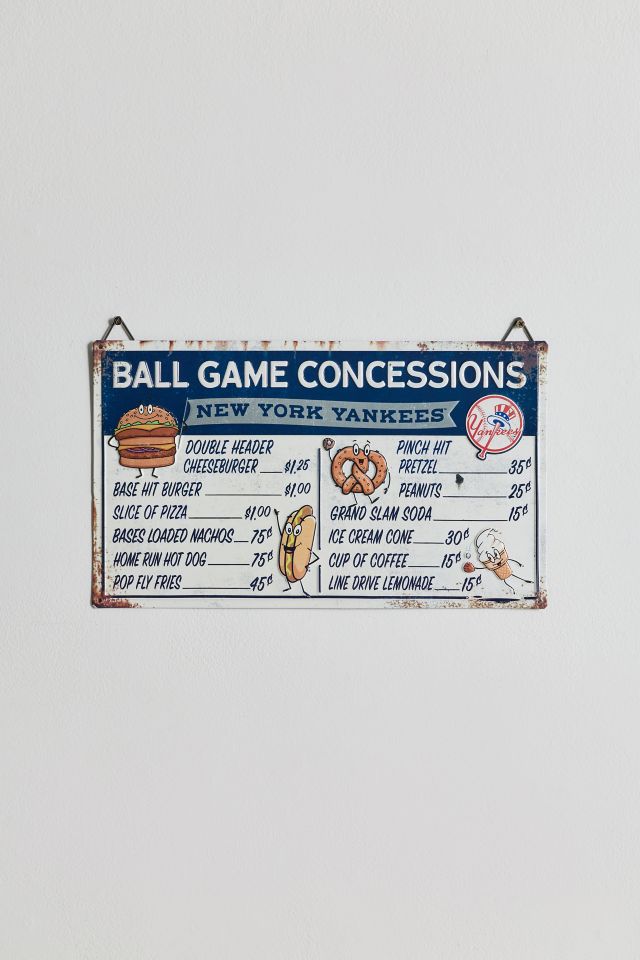 BALL GAME CONCESSIONS
NEW YORK YANKEES
Yankees
DOUBLE HEADER
CHEESEBURGER $1.25
BASE HIT BURGER $1.00
SLICE OF PIZZA $1.00
BASES LOADED NACHOS 75¢
HOME RUN HOT DOG 75¢
POP FLY FRIES 45¢
PINCH HIT
PRETZEL 35¢
PEANUTS 25¢
GRAND SLAM SODA 15¢
ICE CREAM CONE 30¢
CUP OF COFFEE 15¢
LINE DRIVE LEMONADE 15¢